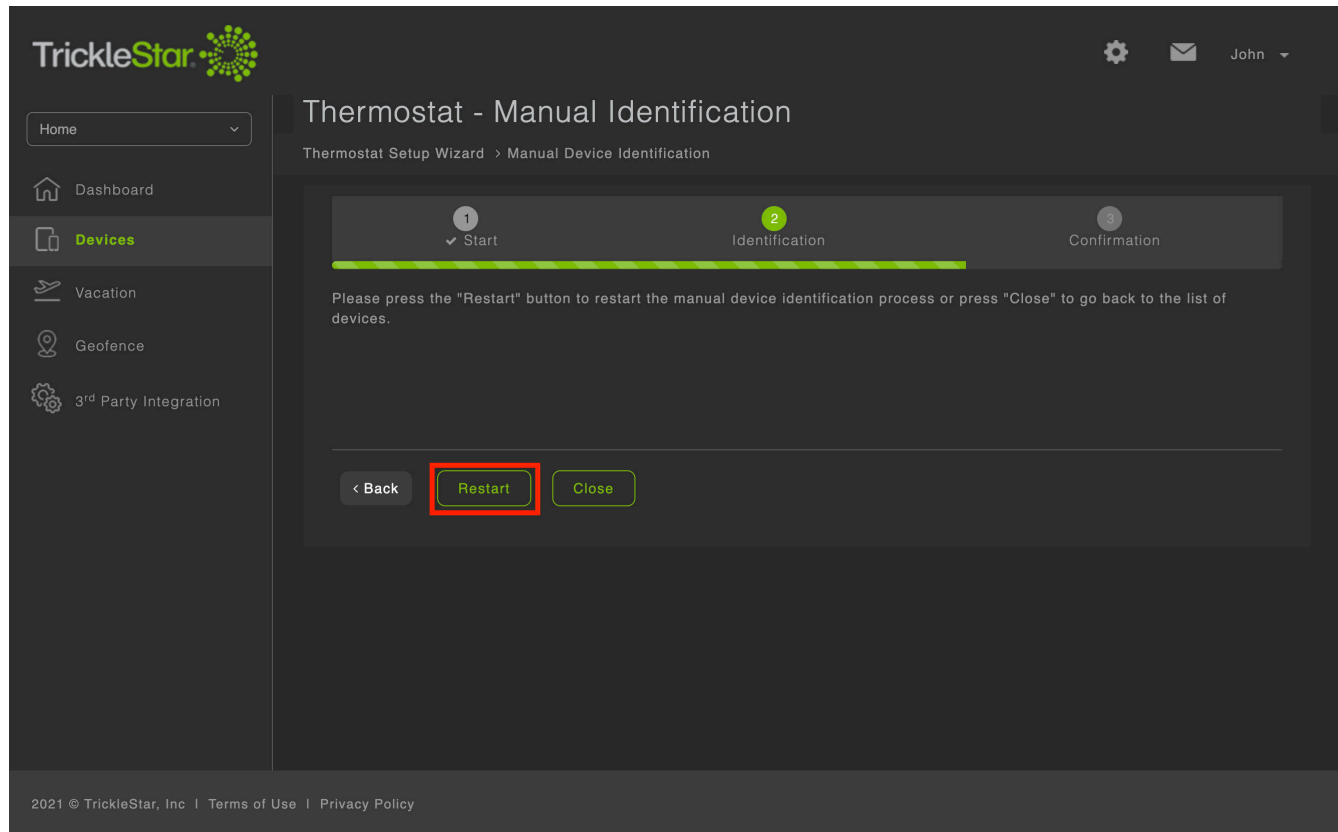 TrickleStar
John
Home
Thermostat - Manual Identification
Thermostat Setup Wizard > Manual Device Identification
Dashboard
Devices
Vacation
Geofence
3rd Party Integration
1
✔ Start
2
Identification
3
Confirmation
Please press the "Restart" button to restart the manual device identification process or press "Close" to go back to the list of
devices.
< Back
Restart
Close
2021 © TrickleStar, Inc | Terms of Use | Privacy Policy